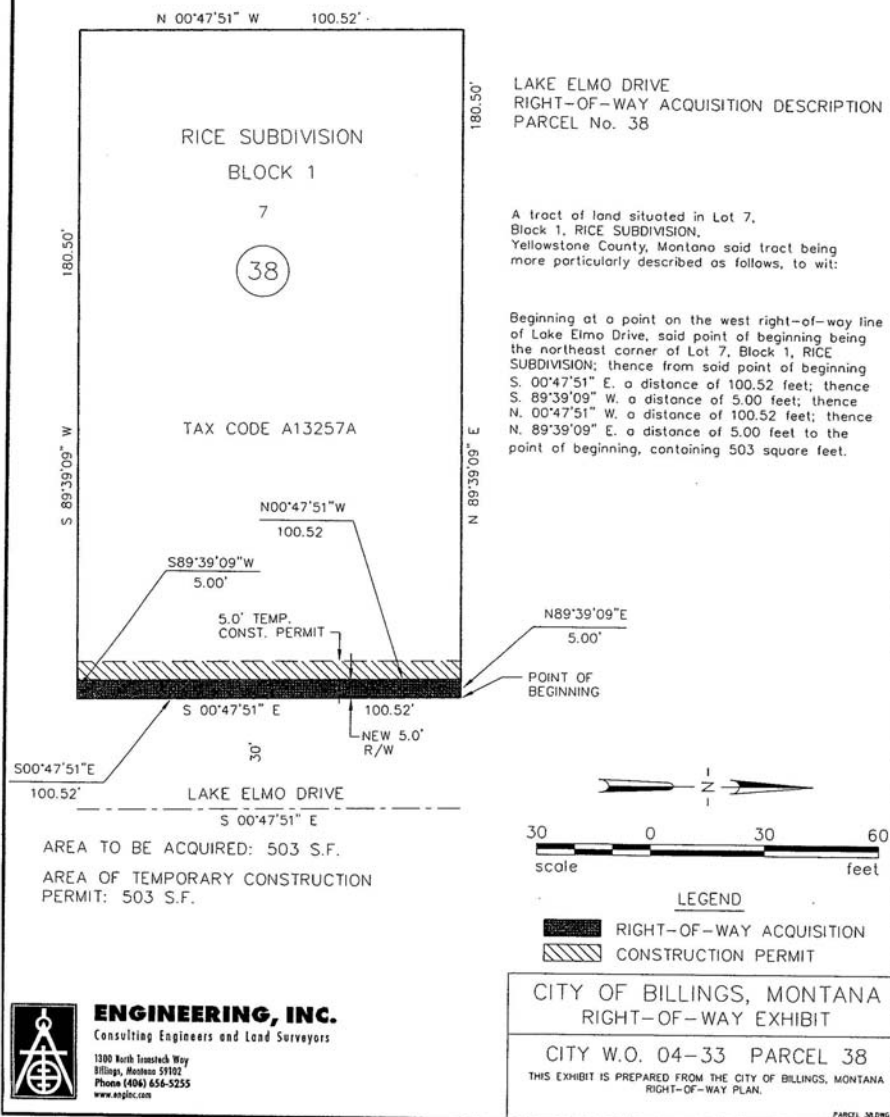 N 00°47'51" W 100.52'
180.50'
180.50'
S 89°39'09" W
N 89°39'09" E
RICE SUBDIVISION
BLOCK 1
7
38
TAX CODE A13257A
N00°47'51"W
100.52
S89°39'09"W
5.00'
5.0' TEMP.
CONST. PERMIT
N89°39'09"E
5.00'
POINT OF
BEGINNING
S 00°47'51" E 100.52'
NEW 5.0'
R/W
30'
S00°47'51"E
100.52'
LAKE ELMO DRIVE
S 00°47'51" E
AREA TO BE ACQUIRED: 503 S.F.
AREA OF TEMPORARY CONSTRUCTION
PERMIT: 503 S.F.
LAKE ELMO DRIVE
RIGHT-OF-WAY ACQUISITION DESCRIPTION
PARCEL No. 38
A tract of land situated in Lot 7,
Block 1, RICE SUBDIVISION,
Yellowstone County, Montana said tract being
more particularly described as follows, to wit:
Beginning at a point on the west right-of-way line
of Lake Elmo Drive, said point of beginning being
the northeast corner of Lot 7, Block 1, RICE
SUBDIVISION; thence from said point of beginning
S. 00°47'51" E. a distance of 100.52 feet; thence
S. 89°39'09" W. a distance of 5.00 feet; thence
N. 00°47'51" W. a distance of 100.52 feet; thence
N. 89°39'09" E. a distance of 5.00 feet to the
point of beginning, containing 503 square feet.
N
30 0 30 60
scale feet
LEGEND
RIGHT-OF-WAY ACQUISITION
CONSTRUCTION PERMIT
ENGINEERING, INC.
Consulting Engineers and Land Surveyors
1300 North Transtech Way
Billings, Montana 59102
Phone (406) 656-5255
www.enginc.com
CITY OF BILLINGS, MONTANA
RIGHT-OF-WAY EXHIBIT
CITY W.O. 04-33 PARCEL 38
THIS EXHIBIT IS PREPARED FROM THE CITY OF BILLINGS, MONTANA
RIGHT-OF-WAY PLAN.
PARCEL 38.DWG